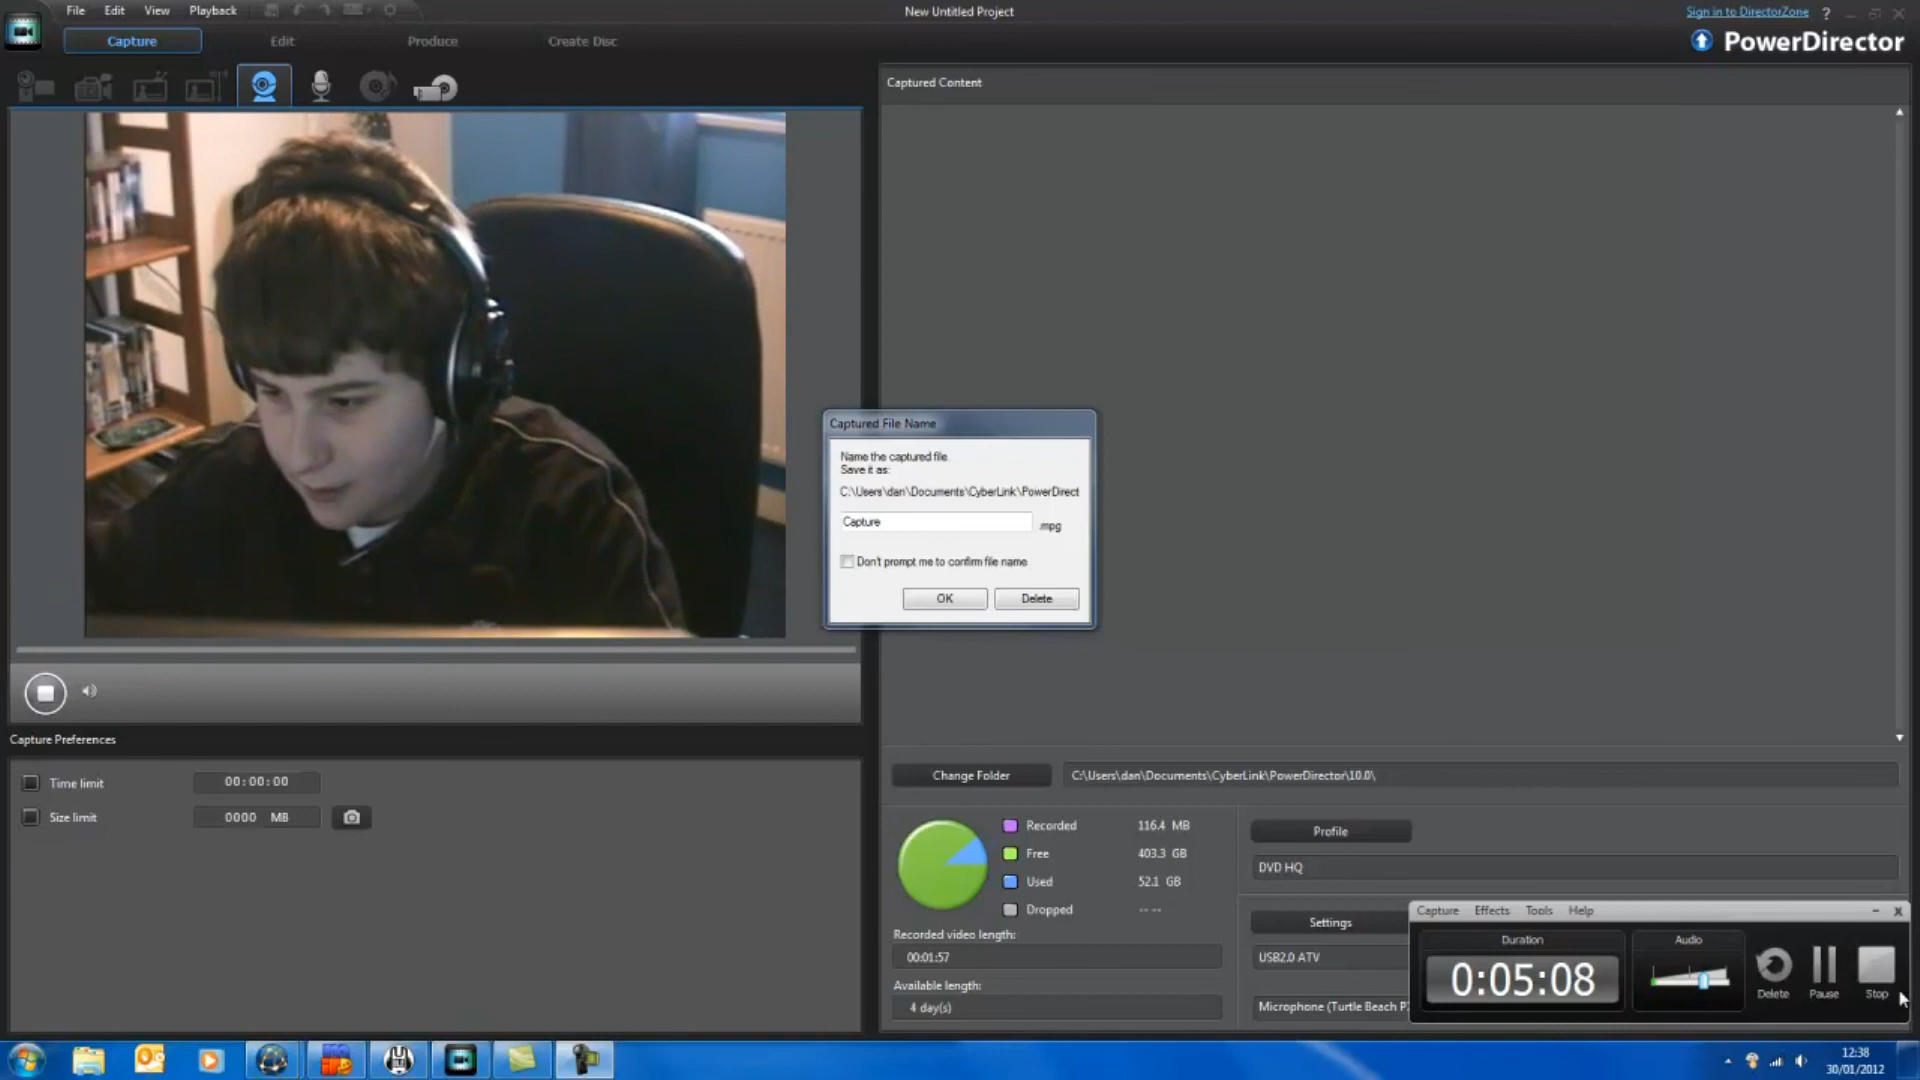 File Edit View Playback
New Untitled Project
Sign in to DirectorZone ?
Capture Edit Produce Create Disc
PowerDirector
Captured Content
Captured File Name
Name the captured file.
Save it as:
C:\Users\dan\Documents\CyberLink\PowerDirect
Capture .mpg
Don't prompt me to confirm file name
OK Delete
Capture Preferences
Time limit 00:00:00
Size limit 0000 MB
Change Folder C:\Users\dan\Documents\CyberLink\PowerDirector\10.0\
Recorded 116.4 MB
Free 403.3 GB
Used 52.1 GB
Dropped -- --
Recorded video length:
00:01:57
Available length:
4 day(s)
Profile
DVD HQ
Settings
USB2.0 ATV
Microphone (Turtle Beach P
Capture Effects Tools Help
Duration Audio
0:05:08
Delete Pause Stop
12:38
30/01/2012